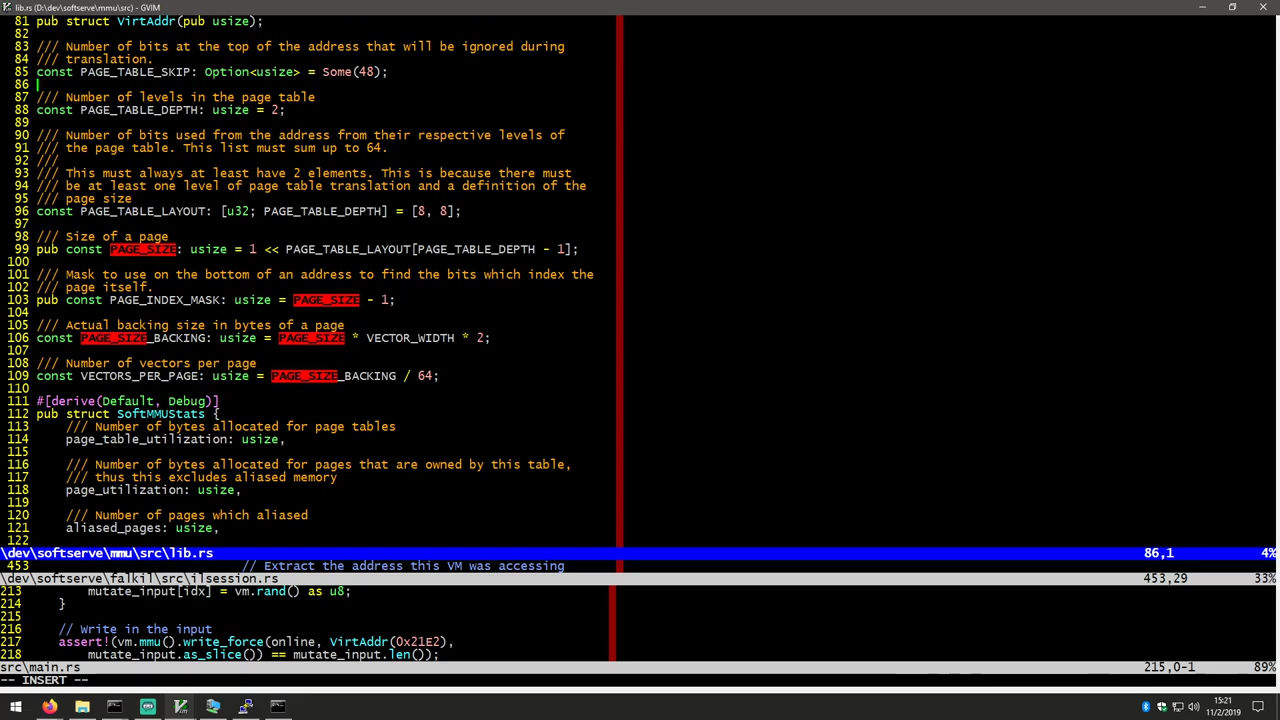 lib.rs (D:\dev\softserve\mmu\src) - GVIM
81 pub struct VirtAddr(pub usize);
82
83 /// Number of bits at the top of the address that will be ignored during
84 /// translation.
85 const PAGE_TABLE_SKIP: Option<usize> = Some(48);
86
87 /// Number of levels in the page table
88 const PAGE_TABLE_DEPTH: usize = 2;
89
90 /// Number of bits used from the address from their respective levels of
91 /// the page table. This list must sum up to 64.
92 ///
93 /// This must always at least have 2 elements. This is because there must
94 /// be at least one level of page table translation and a definition of the
95 /// page size
96 const PAGE_TABLE_LAYOUT: [u32; PAGE_TABLE_DEPTH] = [8, 8];
97
98 /// Size of a page
99 pub const PAGE_SIZE: usize = 1 << PAGE_TABLE_LAYOUT[PAGE_TABLE_DEPTH - 1];
100
101 /// Mask to use on the bottom of an address to find the bits which index the
102 /// page itself.
103 pub const PAGE_INDEX_MASK: usize = PAGE_SIZE - 1;
104
105 /// Actual backing size in bytes of a page
106 const PAGE_SIZE_BACKING: usize = PAGE_SIZE * VECTOR_WIDTH * 2;
107
108 /// Number of vectors per page
109 const VECTORS_PER_PAGE: usize = PAGE_SIZE_BACKING / 64;
110
111 #[derive(Default, Debug)]
112 pub struct SoftMMUStats {
113 /// Number of bytes allocated for page tables
114 page_table_utilization: usize,
115
116 /// Number of bytes allocated for pages that are owned by this table,
117 /// thus this excludes aliased memory
118 page_utilization: usize,
119
120 /// Number of pages which aliased
121 aliased_pages: usize,
122
\dev\softserve\mmu\src\lib.rs 86,1 4%
453 // Extract the address this VM was accessing
\dev\softserve\falkil\src\ilsession.rs 453,29 33%
213 mutate_input[idx] = vm.rand() as u8;
214 }
215
216 // Write in the input
217 assert!(vm.mmu().write_force(online, VirtAddr(0x21E2),
218 mutate_input.as_slice()) == mutate_input.len());
src\main.rs 215,0-1 89%
-- INSERT --
15:21
11/2/2019